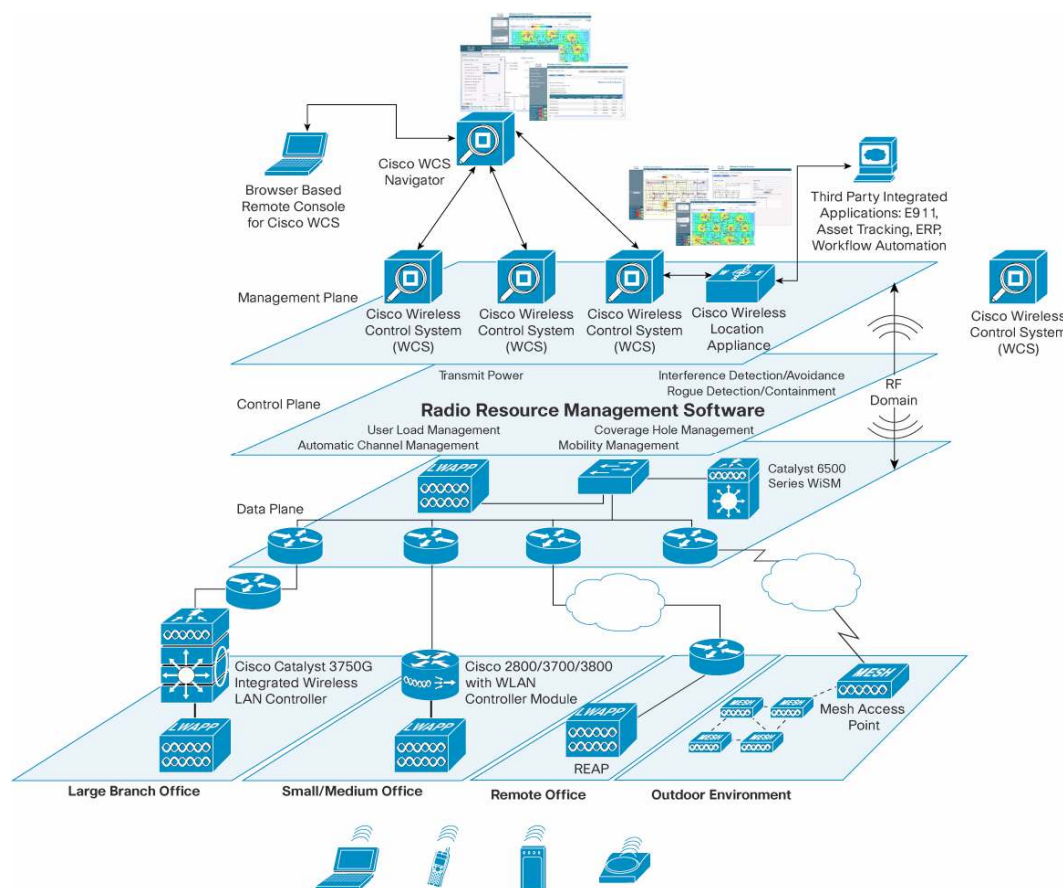 Cisco WCS
Navigator
Browser Based
Remote Console
for Cisco WCS
Third Party Integrated
Applications: E911,
Asset Tracking, ERP,
Workflow Automation
Management Plane
Cisco Wireless
Control System
(WCS)
Cisco Wireless
Control System
(WCS)
Cisco Wireless
Control System
(WCS)
Cisco Wireless
Location
Appliance
Cisco Wireless
Control System
(WCS)
Transmit Power
Interference Detection/Avoidance
Rogue Detection/Containment
RF
Domain
Control Plane
Radio Resource Management Software
User Load Management
Coverage Hole Management
Automatic Channel Management
Mobility Management
LWAPP
Catalyst 6500
Series WiSM
Data Plane
Cisco Catalyst 3750G
Integrated Wireless
LAN Controller
Cisco 2800/3700/3800
with WLAN
Controller Module
MESH
Mesh Access
Point
MESH
MESH
MESH
MESH
LWAPP
LWAPP
LWAPP
REAP
Large Branch Office
Small/Medium Office
Remote Office
Outdoor Environment